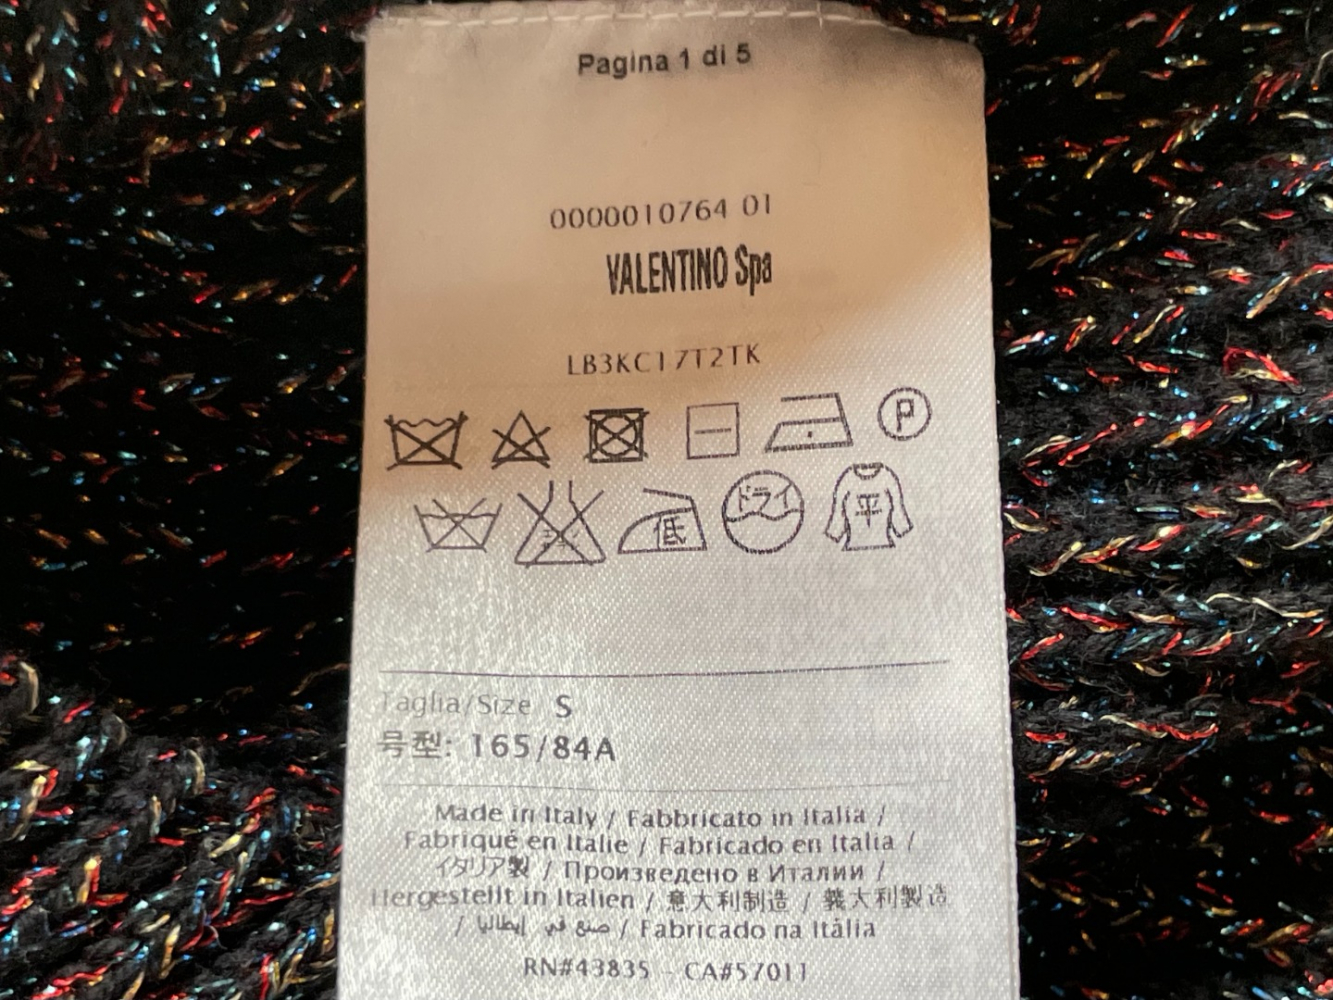 Pagina 1 di 5
0000010764 01
VALENTINO Spa
LB3KC17T2TK
P
低 ドライ 平
Taglia/Size S
号型: 165/84A
Made in Italy / Fabbricato in Italia /
Fabriqué en Italie / Fabricado en Italia /
イタリア製 / Произведено в Италии /
Hergestellt in Italien / 意大利制造 / 義大利製造
/ صنع في إيطاليا / Fabricado na Itália
RN#43835 - CA#57011